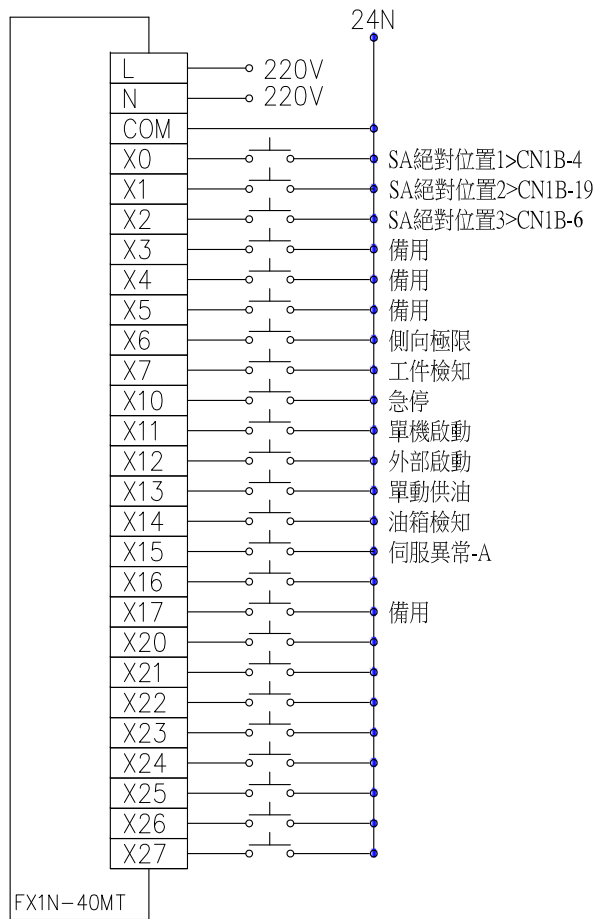 24N
L 220V
N 220V
COM
X0 SA絕對位置1>CN1B-4
X1 SA絕對位置2>CN1B-19
X2 SA絕對位置3>CN1B-6
X3 備用
X4 備用
X5 備用
X6 側向極限
X7 工件檢知
X10 急停
X11 單機啟動
X12 外部啟動
X13 單動供油
X14 油箱檢知
X15 伺服異常-A
X16
X17 備用
X20
X21
X22
X23
X24
X25
X26
X27
FX1N-40MT